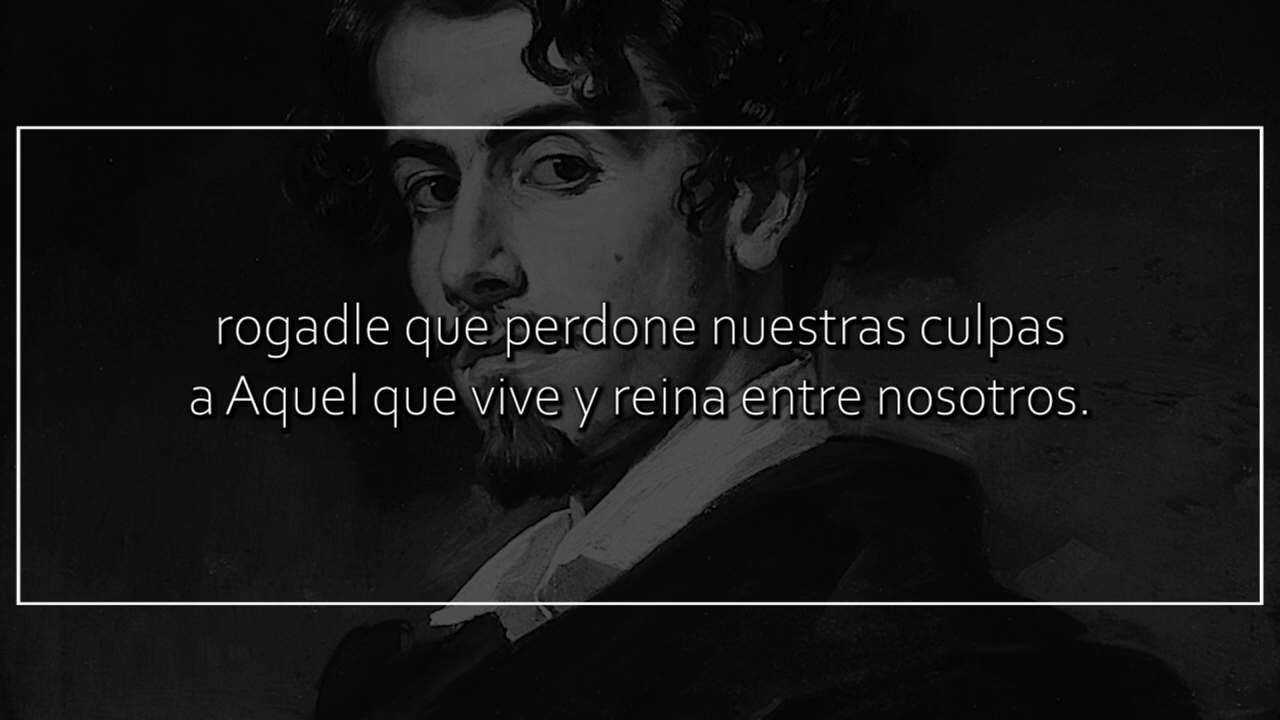 rogadle que perdone nuestras culpas
a Aquel que vive y reina entre nosotros.